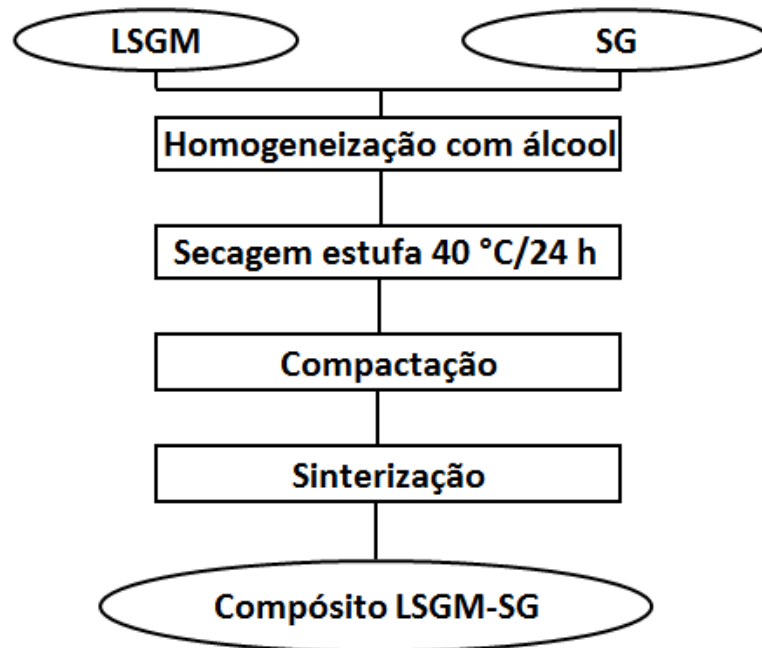 LSGM
SG
Homogeneização com álcool
Secagem estufa 40 °C/24 h
Compactação
Sinterização
Compósito LSGM-SG